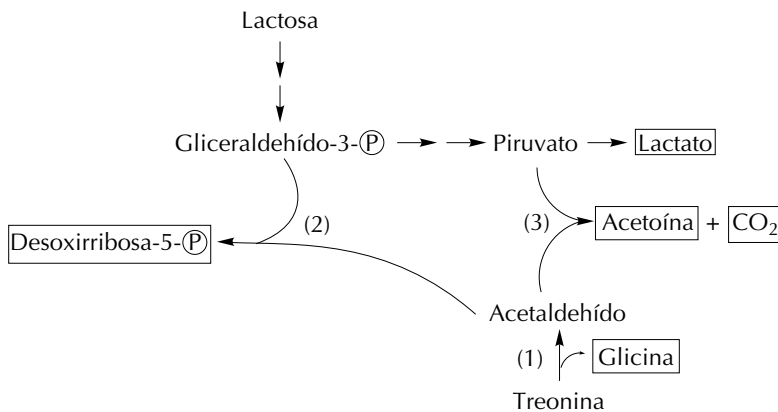 Lactosa
Gliceraldehído-3-Ⓟ
Piruvato
Lactato
(2)
(3)
Acetoína + CO₂
Desoxirribosa-5-Ⓟ
Acetaldehído
(1)
Glicina
Treonina